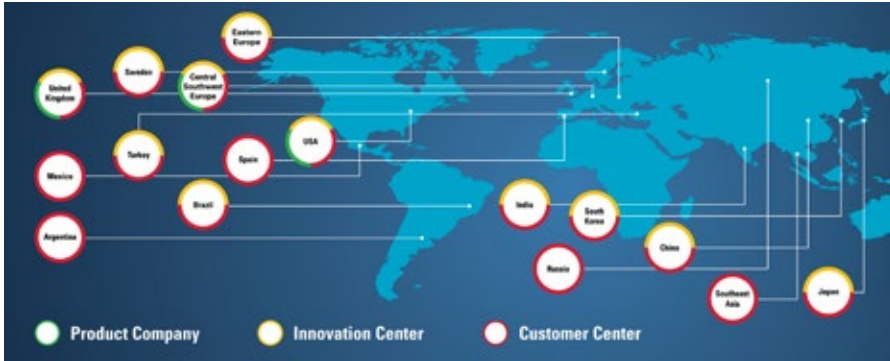 Eastern
Europe
Sweden
Central
Southwest
Europe
United
Kingdom
USA
Turkey
Spain
Mexico
Brazil
India
South
Korea
Argentina
China
Russia
Southeast
Asia
Japan
Product Company
Innovation Center
Customer Center